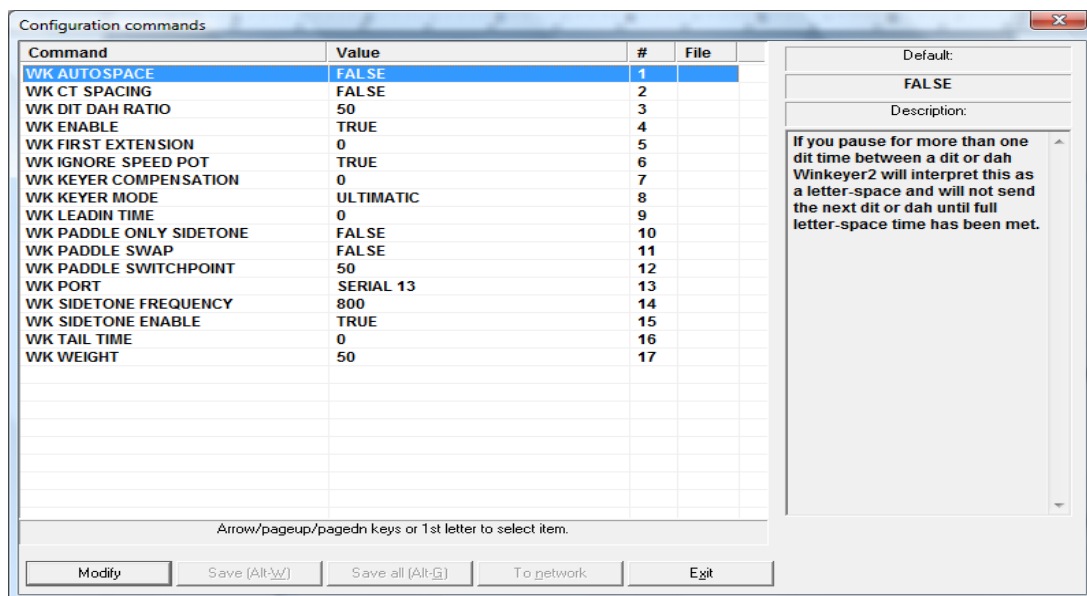 Configuration commands
Command Value # File
WK AUTOSPACE FALSE 1
WK CT SPACING FALSE 2
WK DIT DAH RATIO 50 3
WK ENABLE TRUE 4
WK FIRST EXTENSION 0 5
WK IGNORE SPEED POT TRUE 6
WK KEYER COMPENSATION 0 7
WK KEYER MODE ULTIMATIC 8
WK LEADIN TIME 0 9
WK PADDLE ONLY SIDETONE FALSE 10
WK PADDLE SWAP FALSE 11
WK PADDLE SWITCHPOINT 50 12
WK PORT SERIAL 13 13
WK SIDETONE FREQUENCY 800 14
WK SIDETONE ENABLE TRUE 15
WK TAIL TIME 0 16
WK WEIGHT 50 17
Arrow/pageup/pagedn keys or 1st letter to select item.
Default:
FALSE
Description:
If you pause for more than one
dit time between a dit or dah
Winkeyer2 will interpret this as
a letter-space and will not send
the next dit or dah until full
letter-space time has been met.
Modify Save (Alt-W) Save all (Alt-G) To network Exit